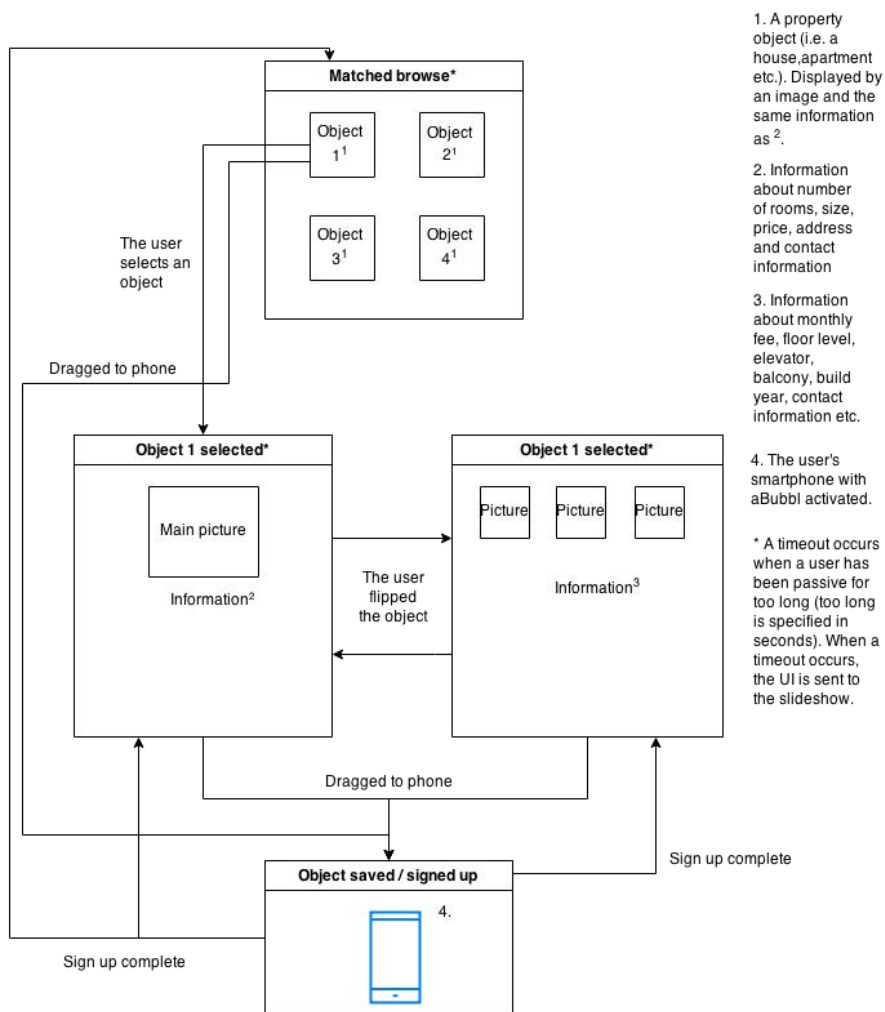 Matched browse*
Object
1¹
Object
2¹
Object
3¹
Object
4¹
The user
selects an
object
Dragged to phone
Object 1 selected*
Main picture
Information²
The user
flipped
the object
Object 1 selected*
Picture
Picture
Picture
Information³
Dragged to phone
Sign up complete
Object saved / signed up
4.
Sign up complete
1. A property
object (i.e. a
house,apartment
etc.). Displayed by
an image and the
same information
as ².
2. Information
about number
of rooms, size,
price, address
and contact
information
3. Information
about monthly
fee, floor level,
elevator,
balcony, build
year, contact
information etc.
4. The user's
smartphone with
aBubbl activated.
* A timeout occurs
when a user has
been passive for
too long (too long
is specified in
seconds). When a
timeout occurs,
the UI is sent to
the slideshow.